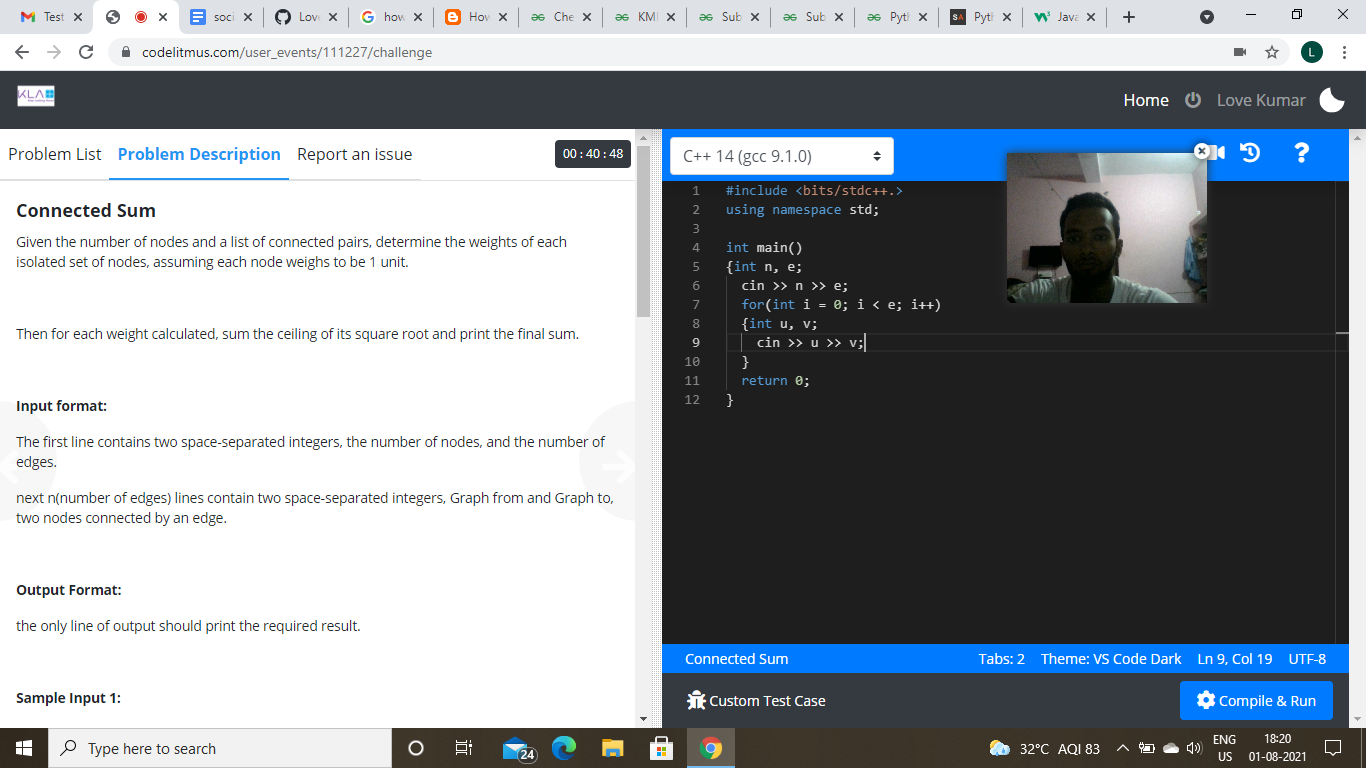 Test
soci
Love
how
How
Che
KMI
Sub
Sub
Pytl
Pytl
Java
codelitmus.com/user_events/111227/challenge
L
KLA
Home
Love Kumar
Problem List
Problem Description
Report an issue
00 : 40 : 48
Connected Sum
Given the number of nodes and a list of connected pairs, determine the weights of each
isolated set of nodes, assuming each node weighs to be 1 unit.
Then for each weight calculated, sum the ceiling of its square root and print the final sum.
Input format:
The first line contains two space-separated integers, the number of nodes, and the number of
edges.
next n(number of edges) lines contain two space-separated integers, Graph from and Graph to,
two nodes connected by an edge.
Output Format:
the only line of output should print the required result.
Sample Input 1:
C++ 14 (gcc 9.1.0)
?
1 #include <bits/stdc++.>
2 using namespace std;
3
4 int main()
5 {int n, e;
6 cin >> n >> e;
7 for(int i = 0; i < e; i++)
8 {int u, v;
9 cin >> u >> v;
10 }
11 return 0;
12 }
Connected Sum
Tabs: 2 Theme: VS Code Dark Ln 9, Col 19 UTF-8
Custom Test Case
Compile & Run
Type here to search
24
32°C AQI 83
ENG
US
18:20
01-08-2021